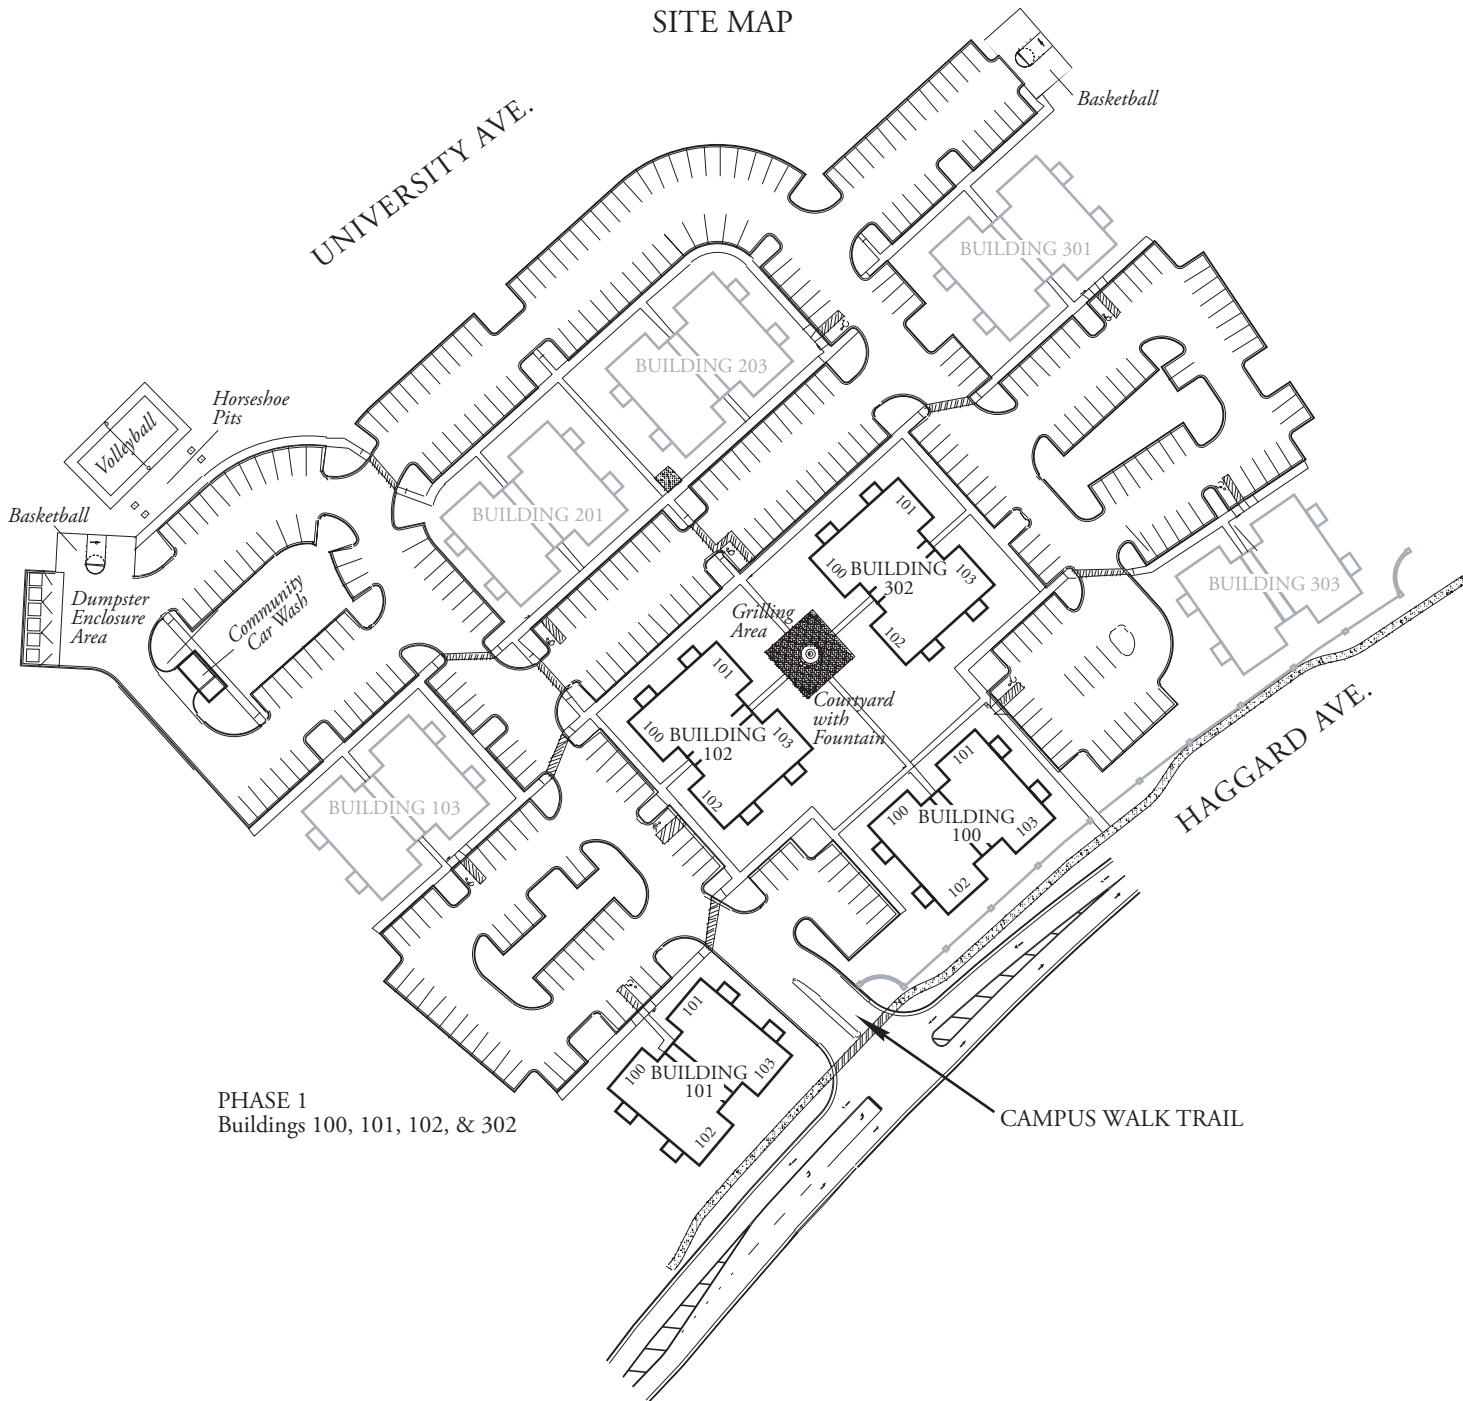 SITE MAP
Basketball
UNIVERSITY AVE.
BUILDING 301
BUILDING 203
Horseshoe
Pits
Volleyball
BUILDING 201
Basketball
101
100
BUILDING
302
103
102
BUILDING 303
Dumpster
Enclosure
Area
Community
Car Wash
Grilling
Area
101
100
BUILDING
102
103
102
Courtyard
with
Fountain
HAGGARD AVE.
101
100
BUILDING
100
103
102
BUILDING 103
101
100
BUILDING
101
103
102
PHASE 1
Buildings 100, 101, 102, & 302
CAMPUS WALK TRAIL